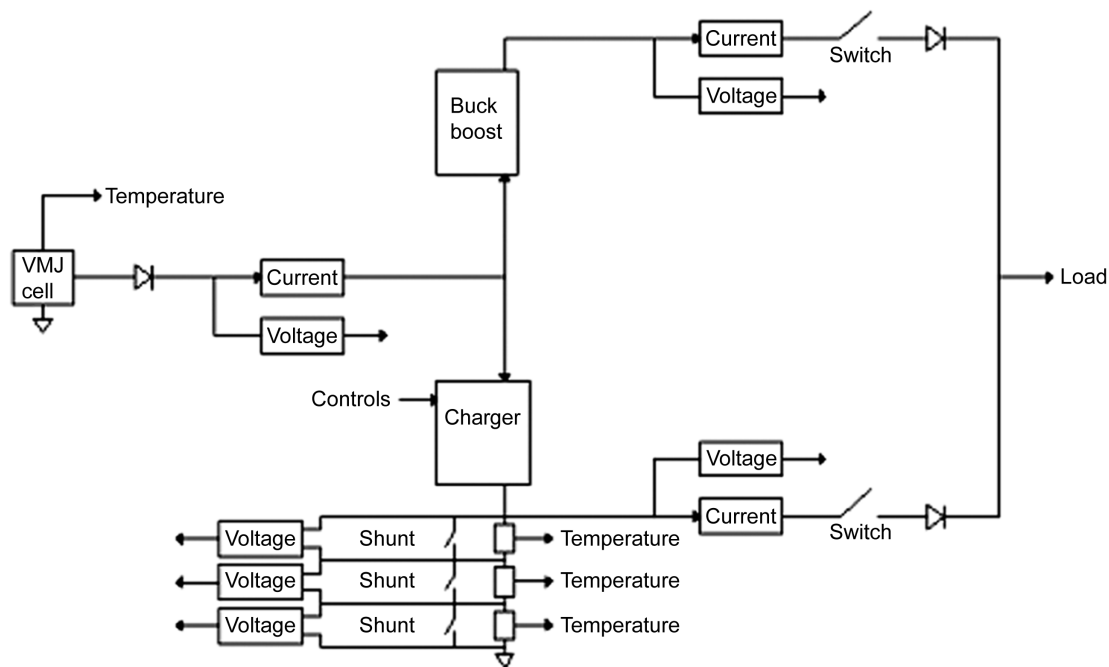 Current
Switch
Buck
boost
Voltage
Temperature
VMJ
cell
Current
Load
Voltage
Controls
Charger
Voltage
Current
Switch
Voltage
Shunt
Temperature
Voltage
Shunt
Temperature
Voltage
Shunt
Temperature